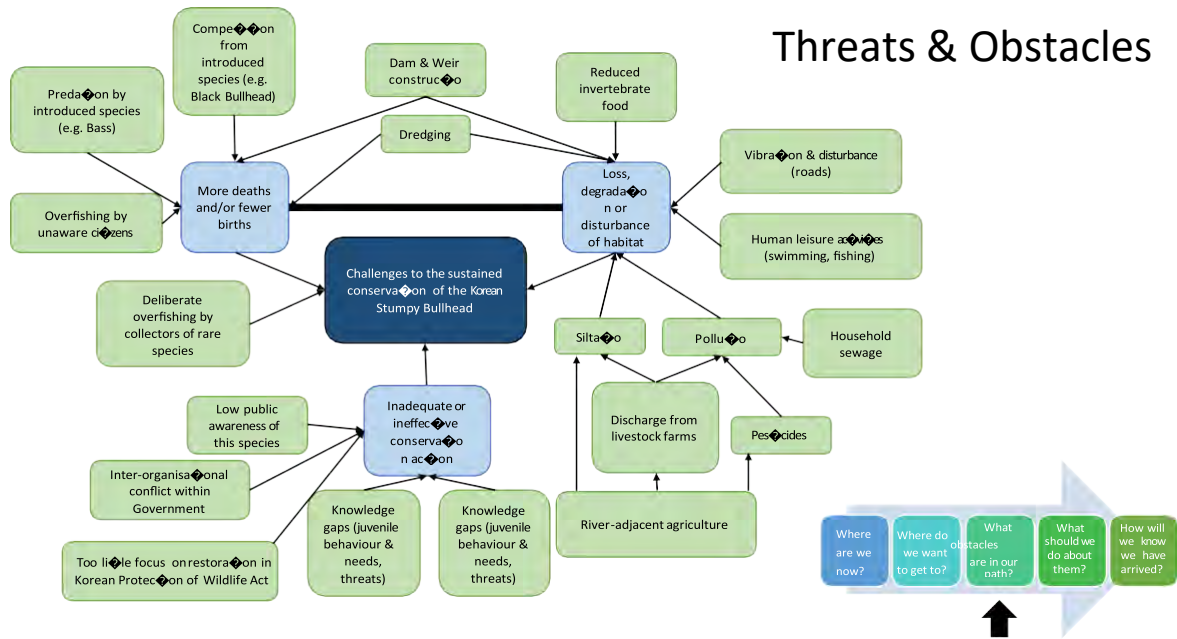 Threats & Obstacles
Compe��on
from
introduced
species (e.g.
Black Bullhead)
Preda�on by
introduced species
(e.g. Bass)
Dam & Weir
construc�o
Reduced
invertebrate
food
Dredging
Vibra�on & disturbance
(roads)
More deaths
and/or fewer
births
Loss,
degrada�o
n or
disturbance
of habitat
Overfishing by
unaware ci�zens
Human leisure ac�vi�es
(swimming, fishing)
Challenges to the sustained
conserva�on of the Korean
Stumpy Bullhead
Deliberate
overfishing by
collectors of rare
species
Silta�o
Pollu�o
Household
sewage
Inadequate or
ineffec�ve
conserva�o
n ac�on
Low public
awareness of
this species
Discharge from
livestock farms
Pes�cides
Inter-organisa�onal
conflict within
Government
Knowledge
gaps (juvenile
behaviour &
needs,
threats)
Knowledge
gaps (juvenile
behaviour &
needs,
threats)
River-adjacent agriculture
Too li�le focus on restora�on in
Korean Protec�on of Wildlife Act
Where
are we
now?
Where do
we want
to get to?
What
obstacles
are in our
path?
What
should we
do about
them?
How will
we know
we have
arrived?